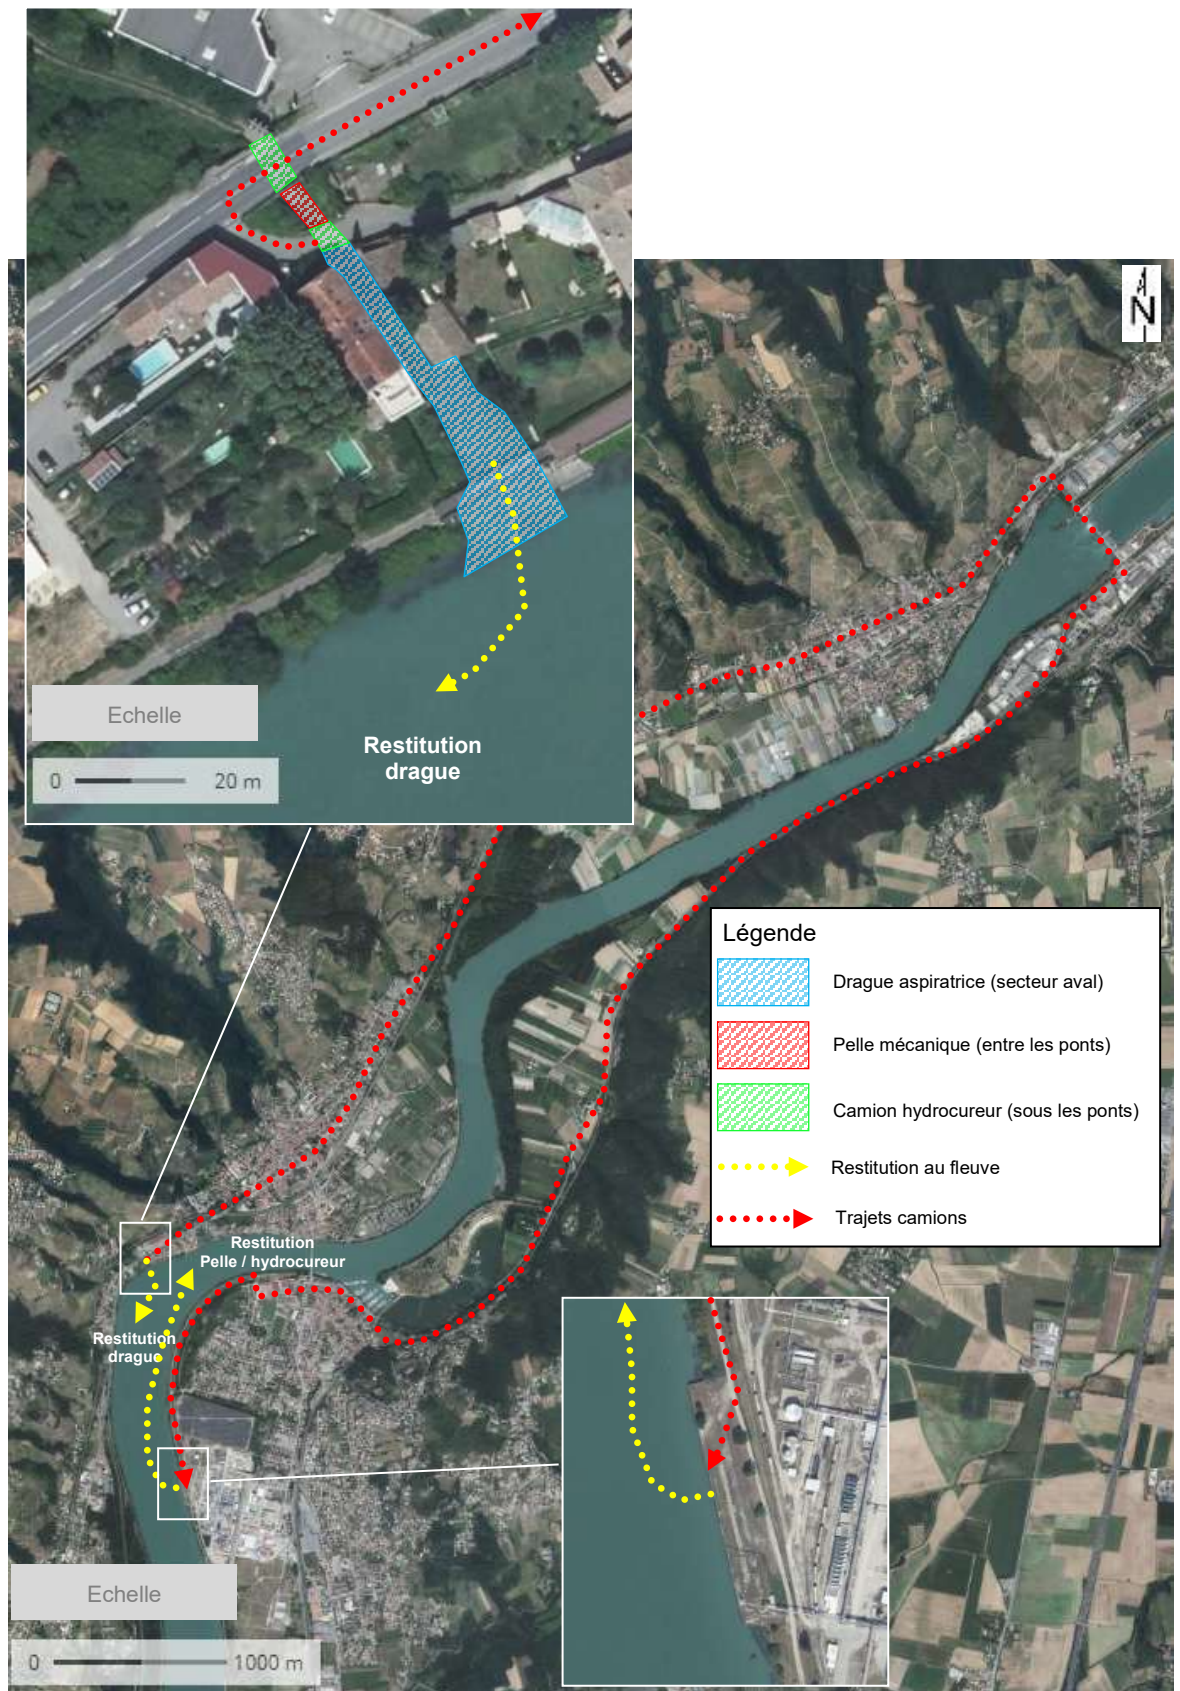 N
Echelle
0 20 m
Restitution
drague
Légende
Drague aspiratrice (secteur aval)
Pelle mécanique (entre les ponts)
Camion hydrocureur (sous les ponts)
Restitution au fleuve
Trajets camions
Restitution
Pelle / hydrocureur
Restitution
drague
Echelle
0 1000 m